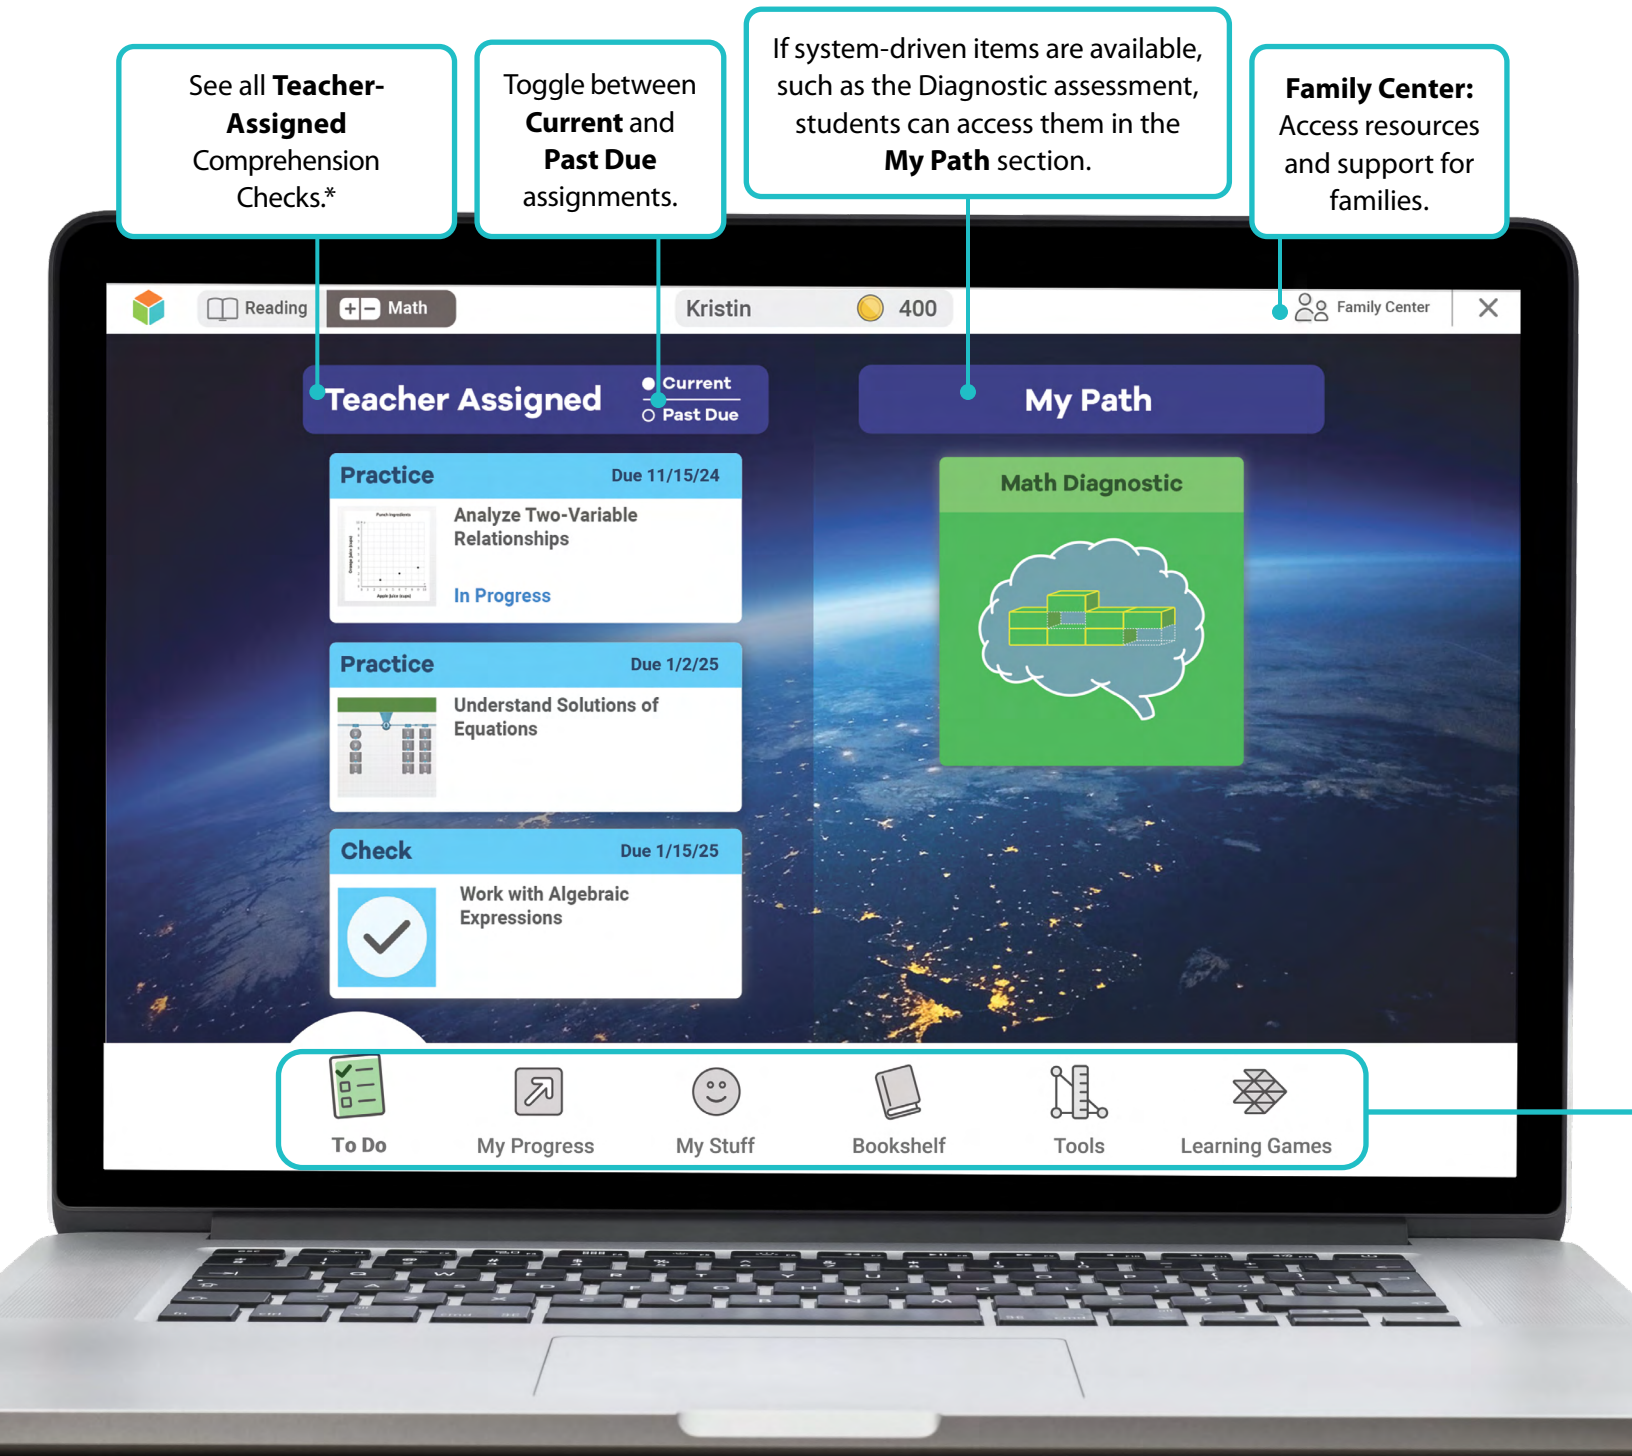 See all Teacher-
Assigned
Comprehension
Checks.*
Toggle between
Current and
Past Due
assignments.
If system-driven items are available,
such as the Diagnostic assessment,
students can access them in the
My Path section.
Family Center:
Access resources
and support for
families.
Reading
Math
Kristin
400
Family Center
Teacher Assigned
Current
Past Due
My Path
Practice
Due 11/15/24
Analyze Two-Variable
Relationships
In Progress
Practice
Due 1/2/25
Understand Solutions of
Equations
Check
Due 1/15/25
Work with Algebraic
Expressions
Math Diagnostic
To Do
My Progress
My Stuff
Bookshelf
Tools
Learning Games